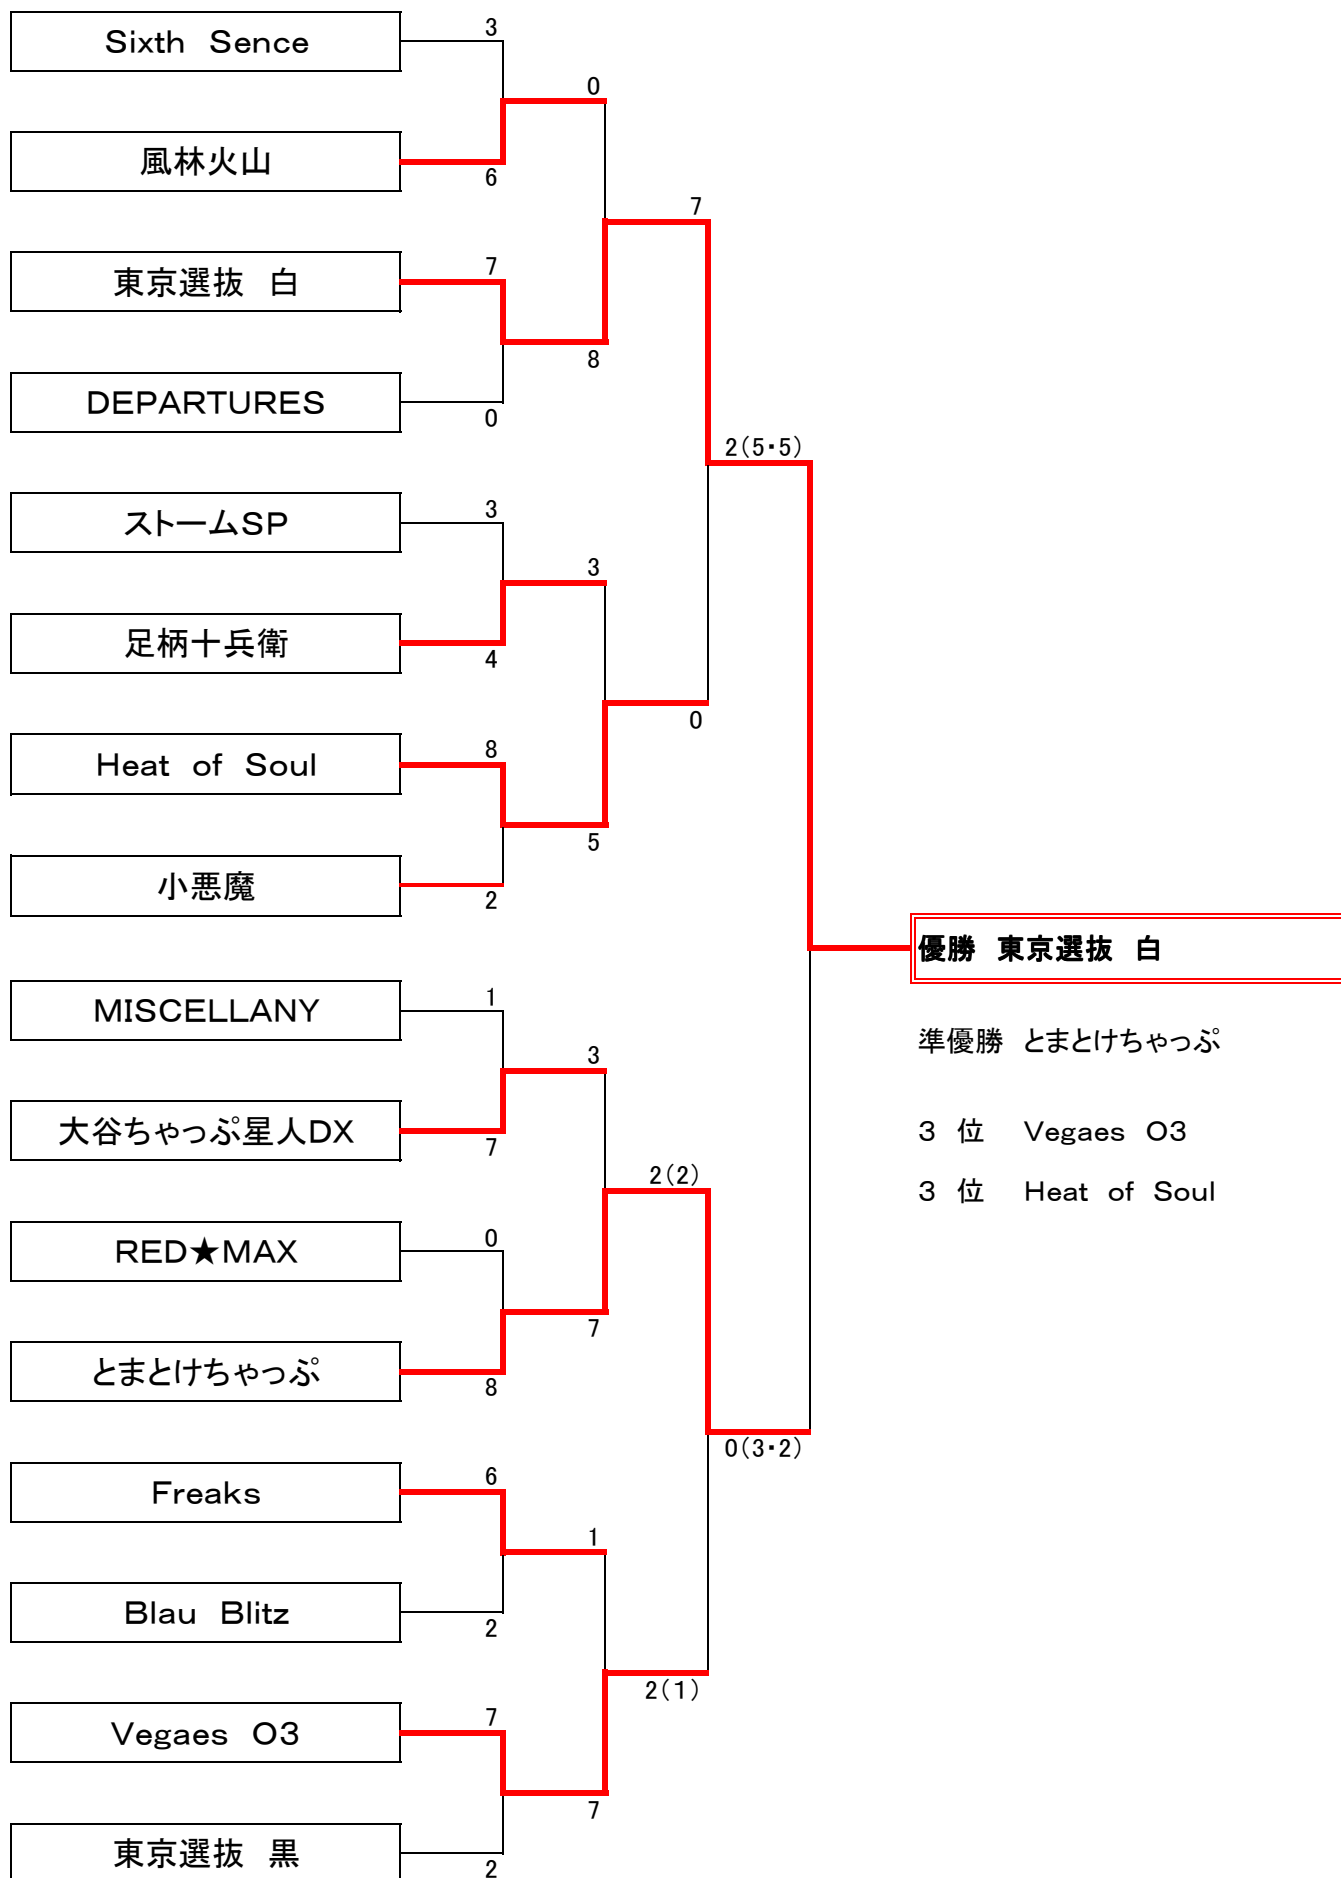 Sixth Sence
3
0
風林火山
6
7
東京選抜 白
7
8
DEPARTURES
0
2(5・5)
ストームSP
3
3
足柄十兵衛
4
0
Heat of Soul
8
5
小悪魔
2
優勝 東京選抜 白
MISCELLANY
1
準優勝 とまとけちゃっぷ
3
大谷ちゃっぷ星人DX
7
3 位 Vegaes O3
2(2)
3 位 Heat of Soul
RED★MAX
0
7
とまとけちゃっぷ
8
0(3・2)
Freaks
6
1
Blau Blitz
2
2(1)
Vegaes O3
7
7
東京選抜 黒
2